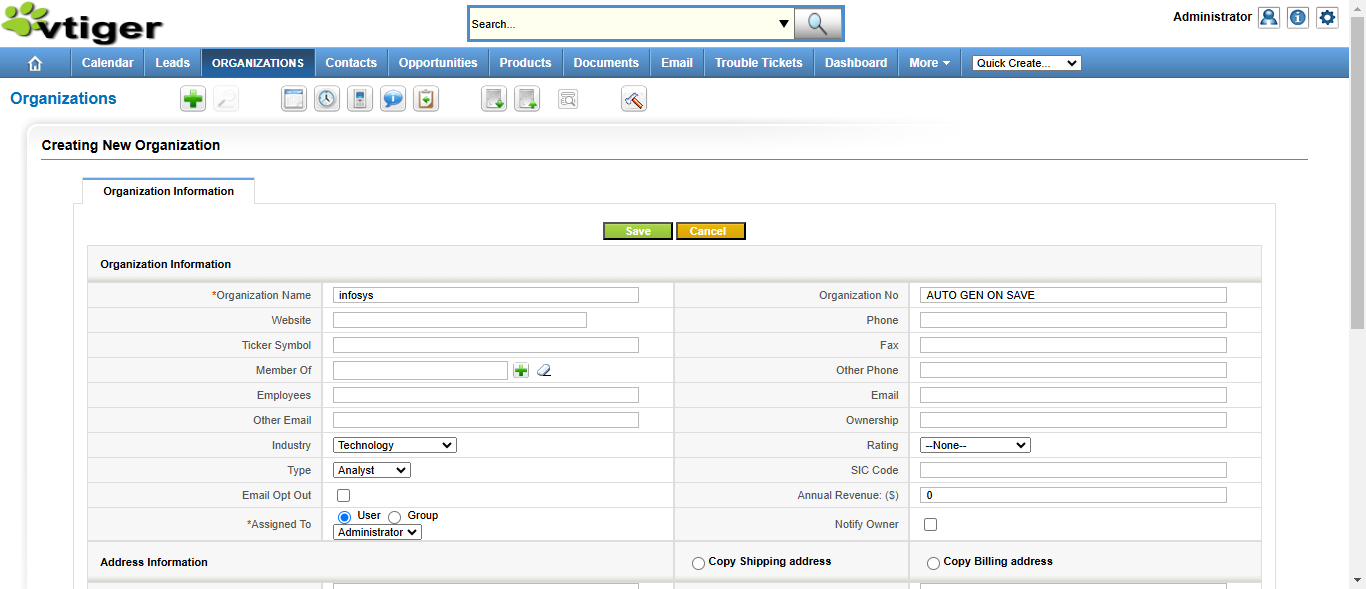 vtiger
Search...
Administrator
Calendar Leads ORGANIZATIONS Contacts Opportunities Products Documents Email Trouble Tickets Dashboard More Quick Create...
Organizations
Creating New Organization
Organization Information
Save Cancel
Organization Information
*Organization Name infosys Organization No AUTO GEN ON SAVE
Website Phone
Ticker Symbol Fax
Member Of Other Phone
Employees Email
Other Email Ownership
Industry Technology Rating --None--
Type Analyst SIC Code
Email Opt Out Annual Revenue: ($) 0
*Assigned To User Group Notify Owner
Administrator
Address Information Copy Shipping address Copy Billing address